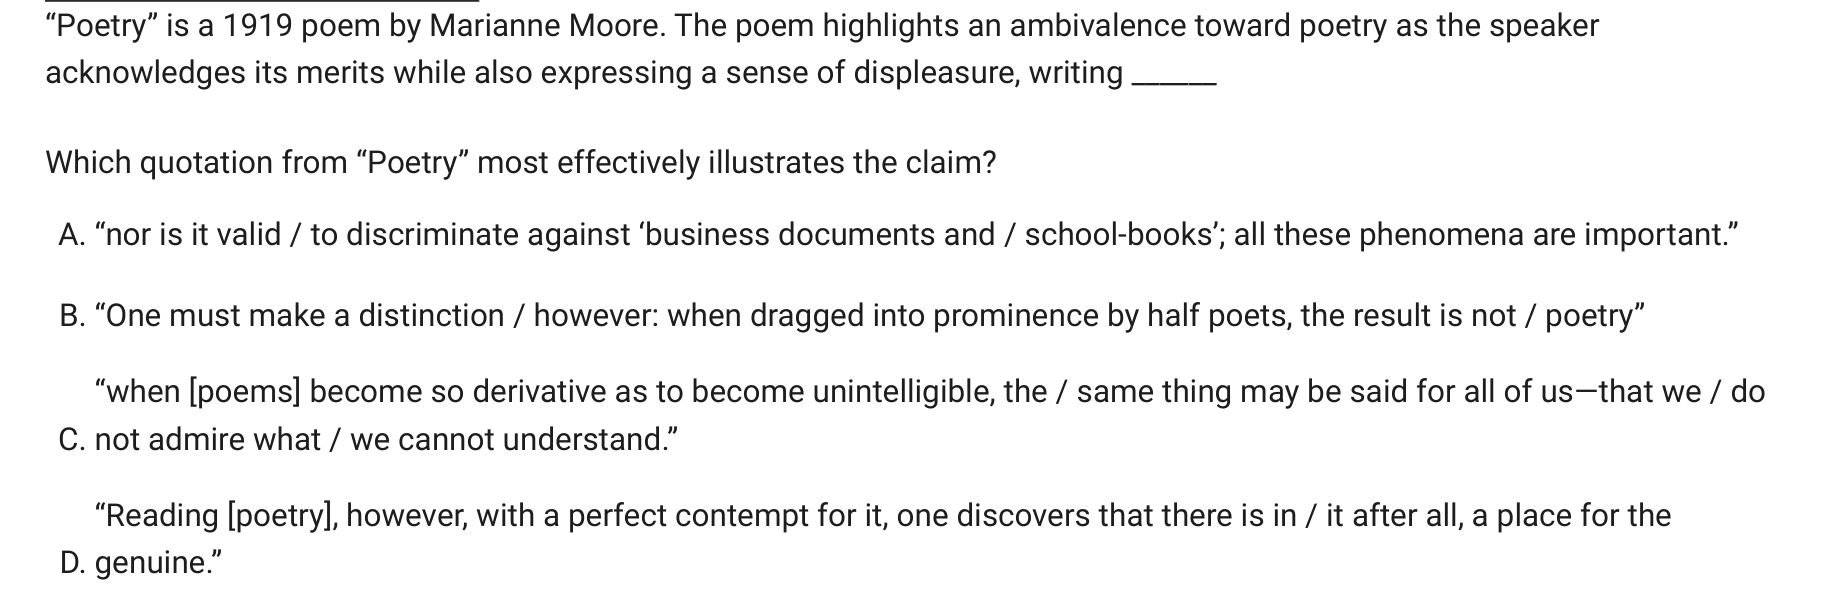 “Poetry” is a 1919 poem by Marianne Moore. The poem highlights an ambivalence toward poetry as the speaker
acknowledges its merits while also expressing a sense of displeasure, writing ______
Which quotation from “Poetry” most effectively illustrates the claim?
A. “nor is it valid / to discriminate against ‘business documents and / school-books’; all these phenomena are important.”
B. “One must make a distinction / however: when dragged into prominence by half poets, the result is not / poetry”
“when [poems] become so derivative as to become unintelligible, the / same thing may be said for all of us—that we / do
C. not admire what / we cannot understand.”
“Reading [poetry], however, with a perfect contempt for it, one discovers that there is in / it after all, a place for the
D. genuine.”